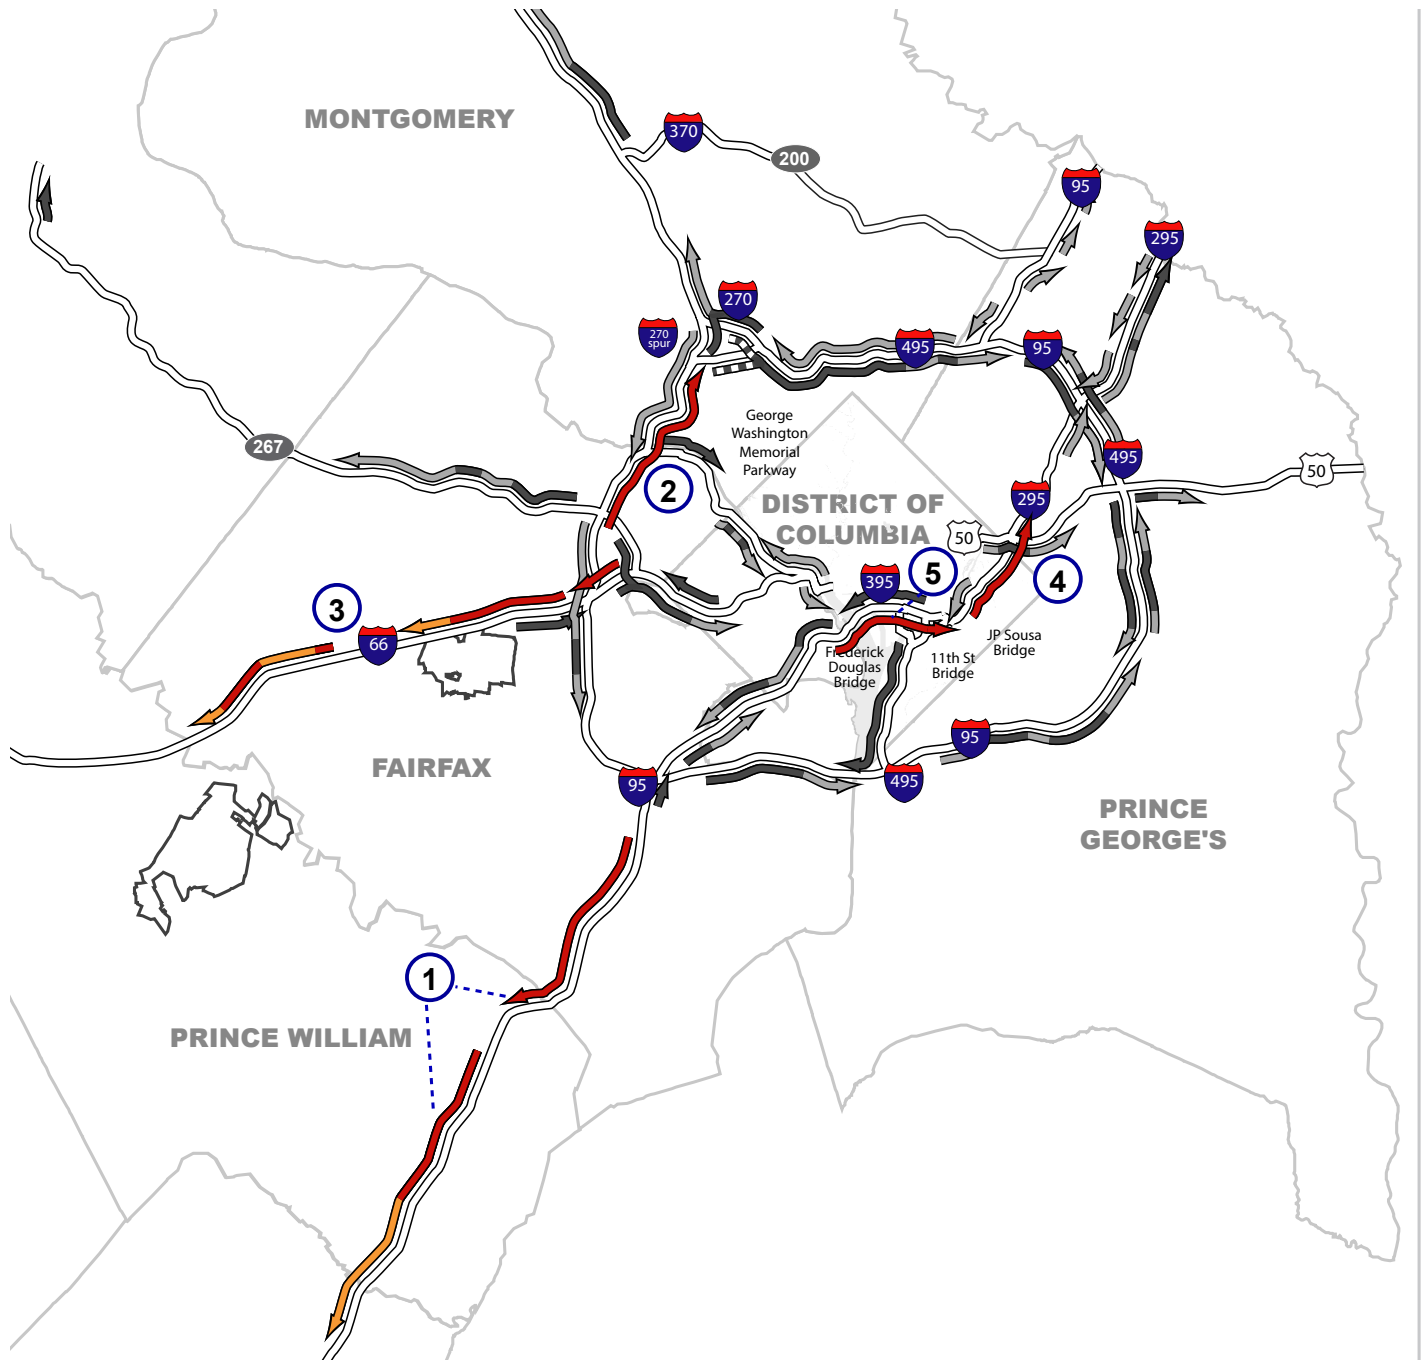 MONTGOMERY
370
200
95
295
270
270
spur
495
95
George
Washington
Memorial
Parkway
267
495
50
2
DISTRICT OF
COLUMBIA
295
50
5
395
4
3
66
JP Sousa
Bridge
Frederick
Douglas
Bridge
11th St
Bridge
95
FAIRFAX
95
495
PRINCE
GEORGE'S
1
PRINCE WILLIAM